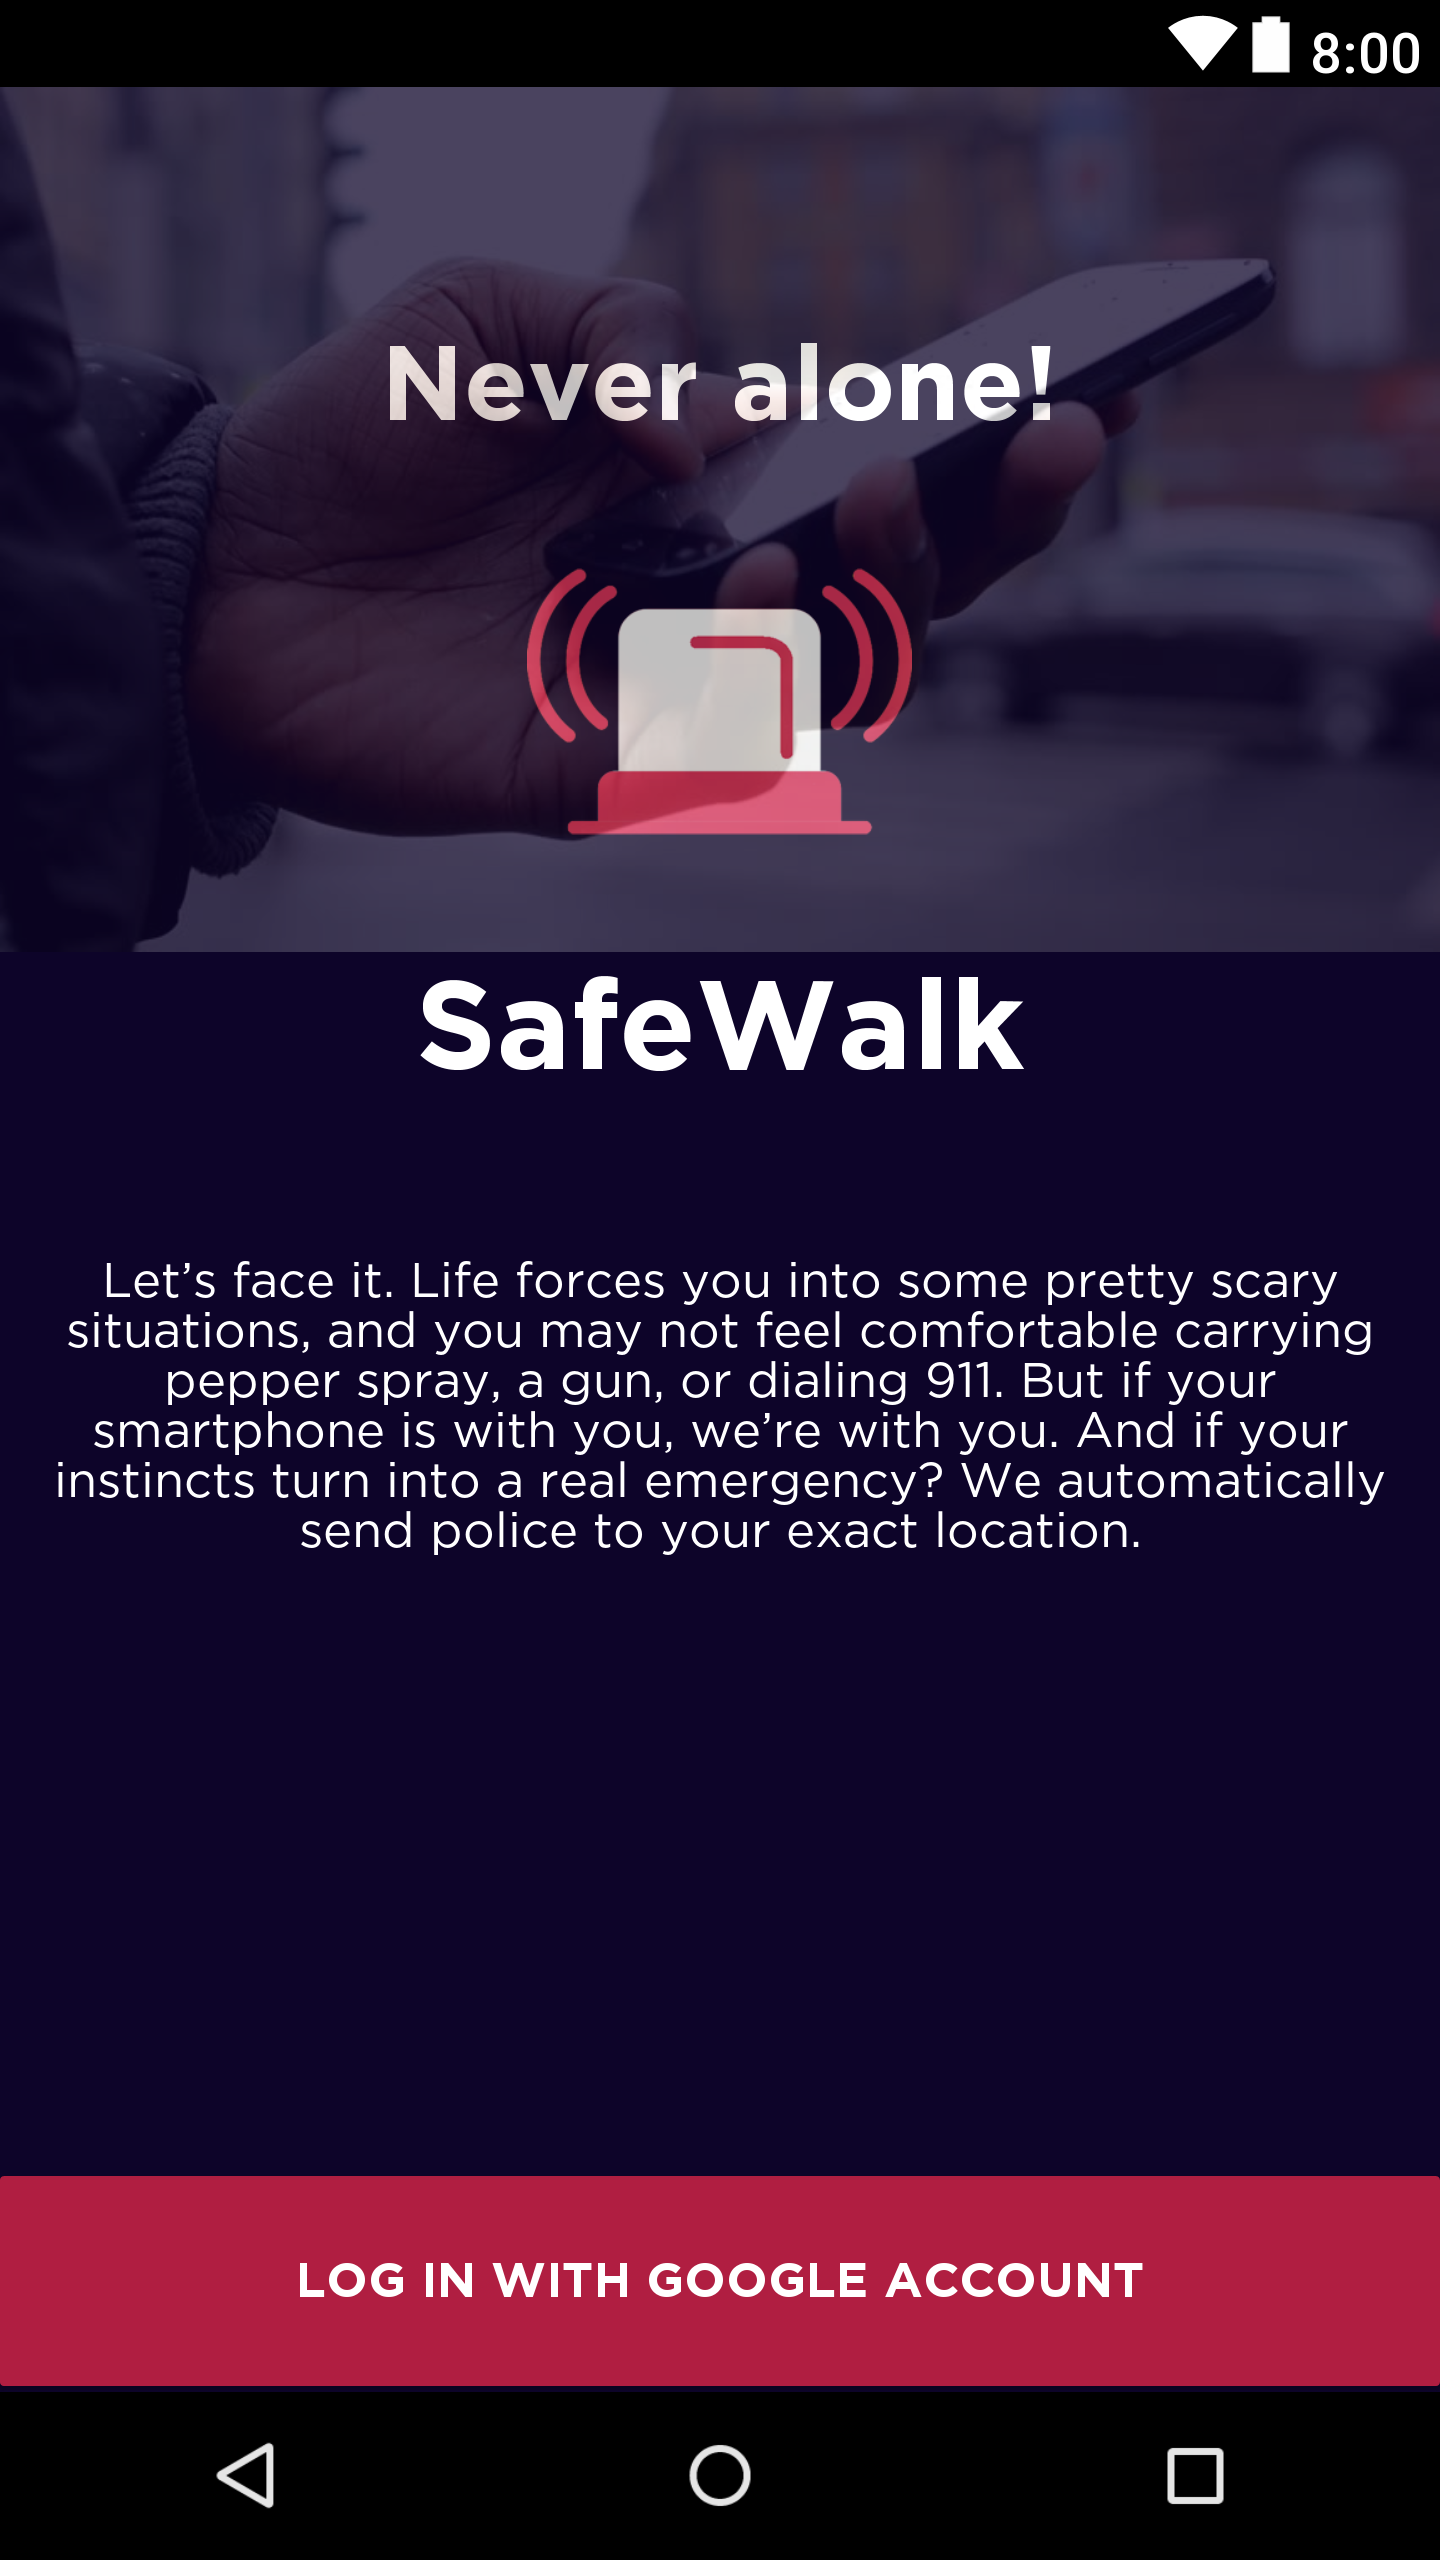 8:00
Never alone!
SafeWalk
Let’s face it. Life forces you into some pretty scary
situations, and you may not feel comfortable carrying
pepper spray, a gun, or dialing 911. But if your
smartphone is with you, we’re with you. And if your
instincts turn into a real emergency? We automatically
send police to your exact location.
LOG IN WITH GOOGLE ACCOUNT